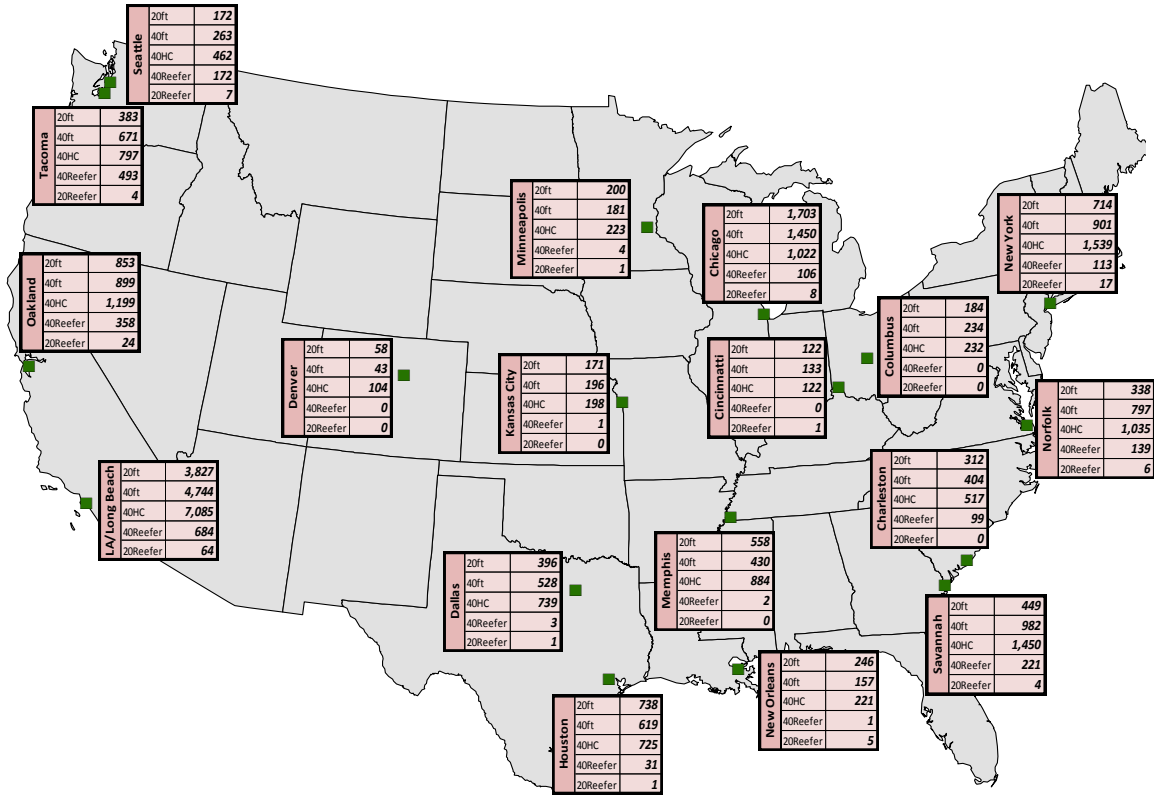 Seattle
20ft 172
40ft 263
40HC 462
40Reefer 172
20Reefer 7
Tacoma
20ft 383
40ft 671
40HC 797
40Reefer 493
20Reefer 4
Minneapolis
20ft 200
40ft 181
40HC 223
40Reefer 4
20Reefer 1
Chicago
20ft 1,703
40ft 1,450
40HC 1,022
40Reefer 106
20Reefer 8
New York
20ft 714
40ft 901
40HC 1,539
40Reefer 113
20Reefer 17
Oakland
20ft 853
40ft 899
40HC 1,199
40Reefer 358
20Reefer 24
Denver
20ft 58
40ft 43
40HC 104
40Reefer 0
20Reefer 0
Kansas City
20ft 171
40ft 196
40HC 198
40Reefer 1
20Reefer 0
Cincinnatti
20ft 122
40ft 133
40HC 122
40Reefer 0
20Reefer 1
Columbus
20ft 184
40ft 234
40HC 232
40Reefer 0
20Reefer 0
Norfolk
20ft 338
40ft 797
40HC 1,035
40Reefer 139
20Reefer 6
LA/Long Beach
20ft 3,827
40ft 4,744
40HC 7,085
40Reefer 684
20Reefer 64
Charleston
20ft 312
40ft 404
40HC 517
40Reefer 99
20Reefer 0
Dallas
20ft 396
40ft 528
40HC 739
40Reefer 3
20Reefer 1
Memphis
20ft 558
40ft 430
40HC 884
40Reefer 2
20Reefer 0
Savannah
20ft 449
40ft 982
40HC 1,450
40Reefer 221
20Reefer 4
New Orleans
20ft 246
40ft 157
40HC 221
40Reefer 1
20Reefer 5
Houston
20ft 738
40ft 619
40HC 725
40Reefer 31
20Reefer 1